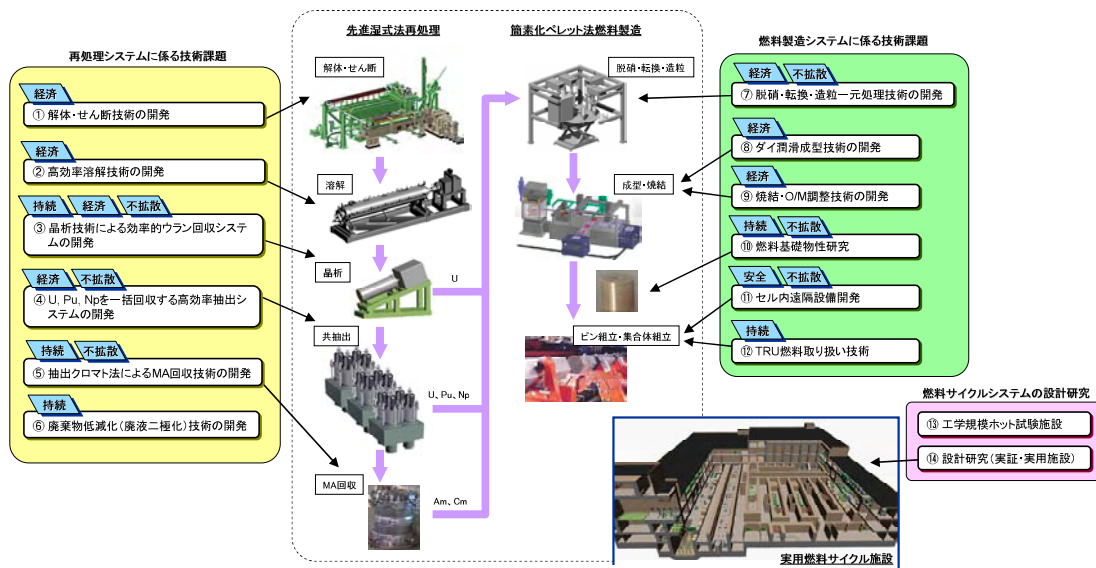 再処理システムに係る技術課題
経済
① 解体・せん断技術の開発
経済
② 高効率溶解技術の開発
持続 経済 不拡散
③ 晶析技術による効率的ウラン回収システ
ムの開発
経済 不拡散
④ U, Pu, Npを一括回収する高効率抽出シ
ステムの開発
持続 不拡散
⑤ 抽出クロマト法によるMA回収技術の開発
持続
⑥ 廃棄物低減化(廃液二極化)技術の開発
先進湿式法再処理
解体・せん断
溶解
晶析
U
共抽出
U、Pu、Np
MA回収
Am、Cm
簡素化ペレット法燃料製造
脱硝・転換・造粒
成型・焼結
ピン組立・集合体組立
燃料製造システムに係る技術課題
経済 不拡散
⑦ 脱硝・転換・造粒一元処理技術の開発
経済
⑧ ダイ潤滑成型技術の開発
経済
⑨ 焼結・O/M調整技術の開発
持続 不拡散
⑩ 燃料基礎物性研究
安全 不拡散
⑪ セル内遠隔設備開発
持続
⑫ TRU燃料取り扱い技術
燃料サイクルシステムの設計研究
⑬ 工学規模ホット試験施設
⑭ 設計研究(実証・実用施設)
実用燃料サイクル施設